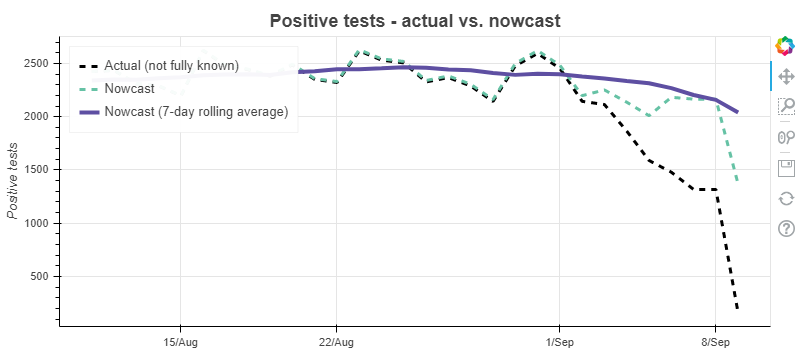 Positive tests - actual vs. nowcast
Actual (not fully known)
Nowcast
Nowcast (7-day rolling average)
Positive tests
2500
2000
1500
1000
500
15/Aug
22/Aug
1/Sep
8/Sep